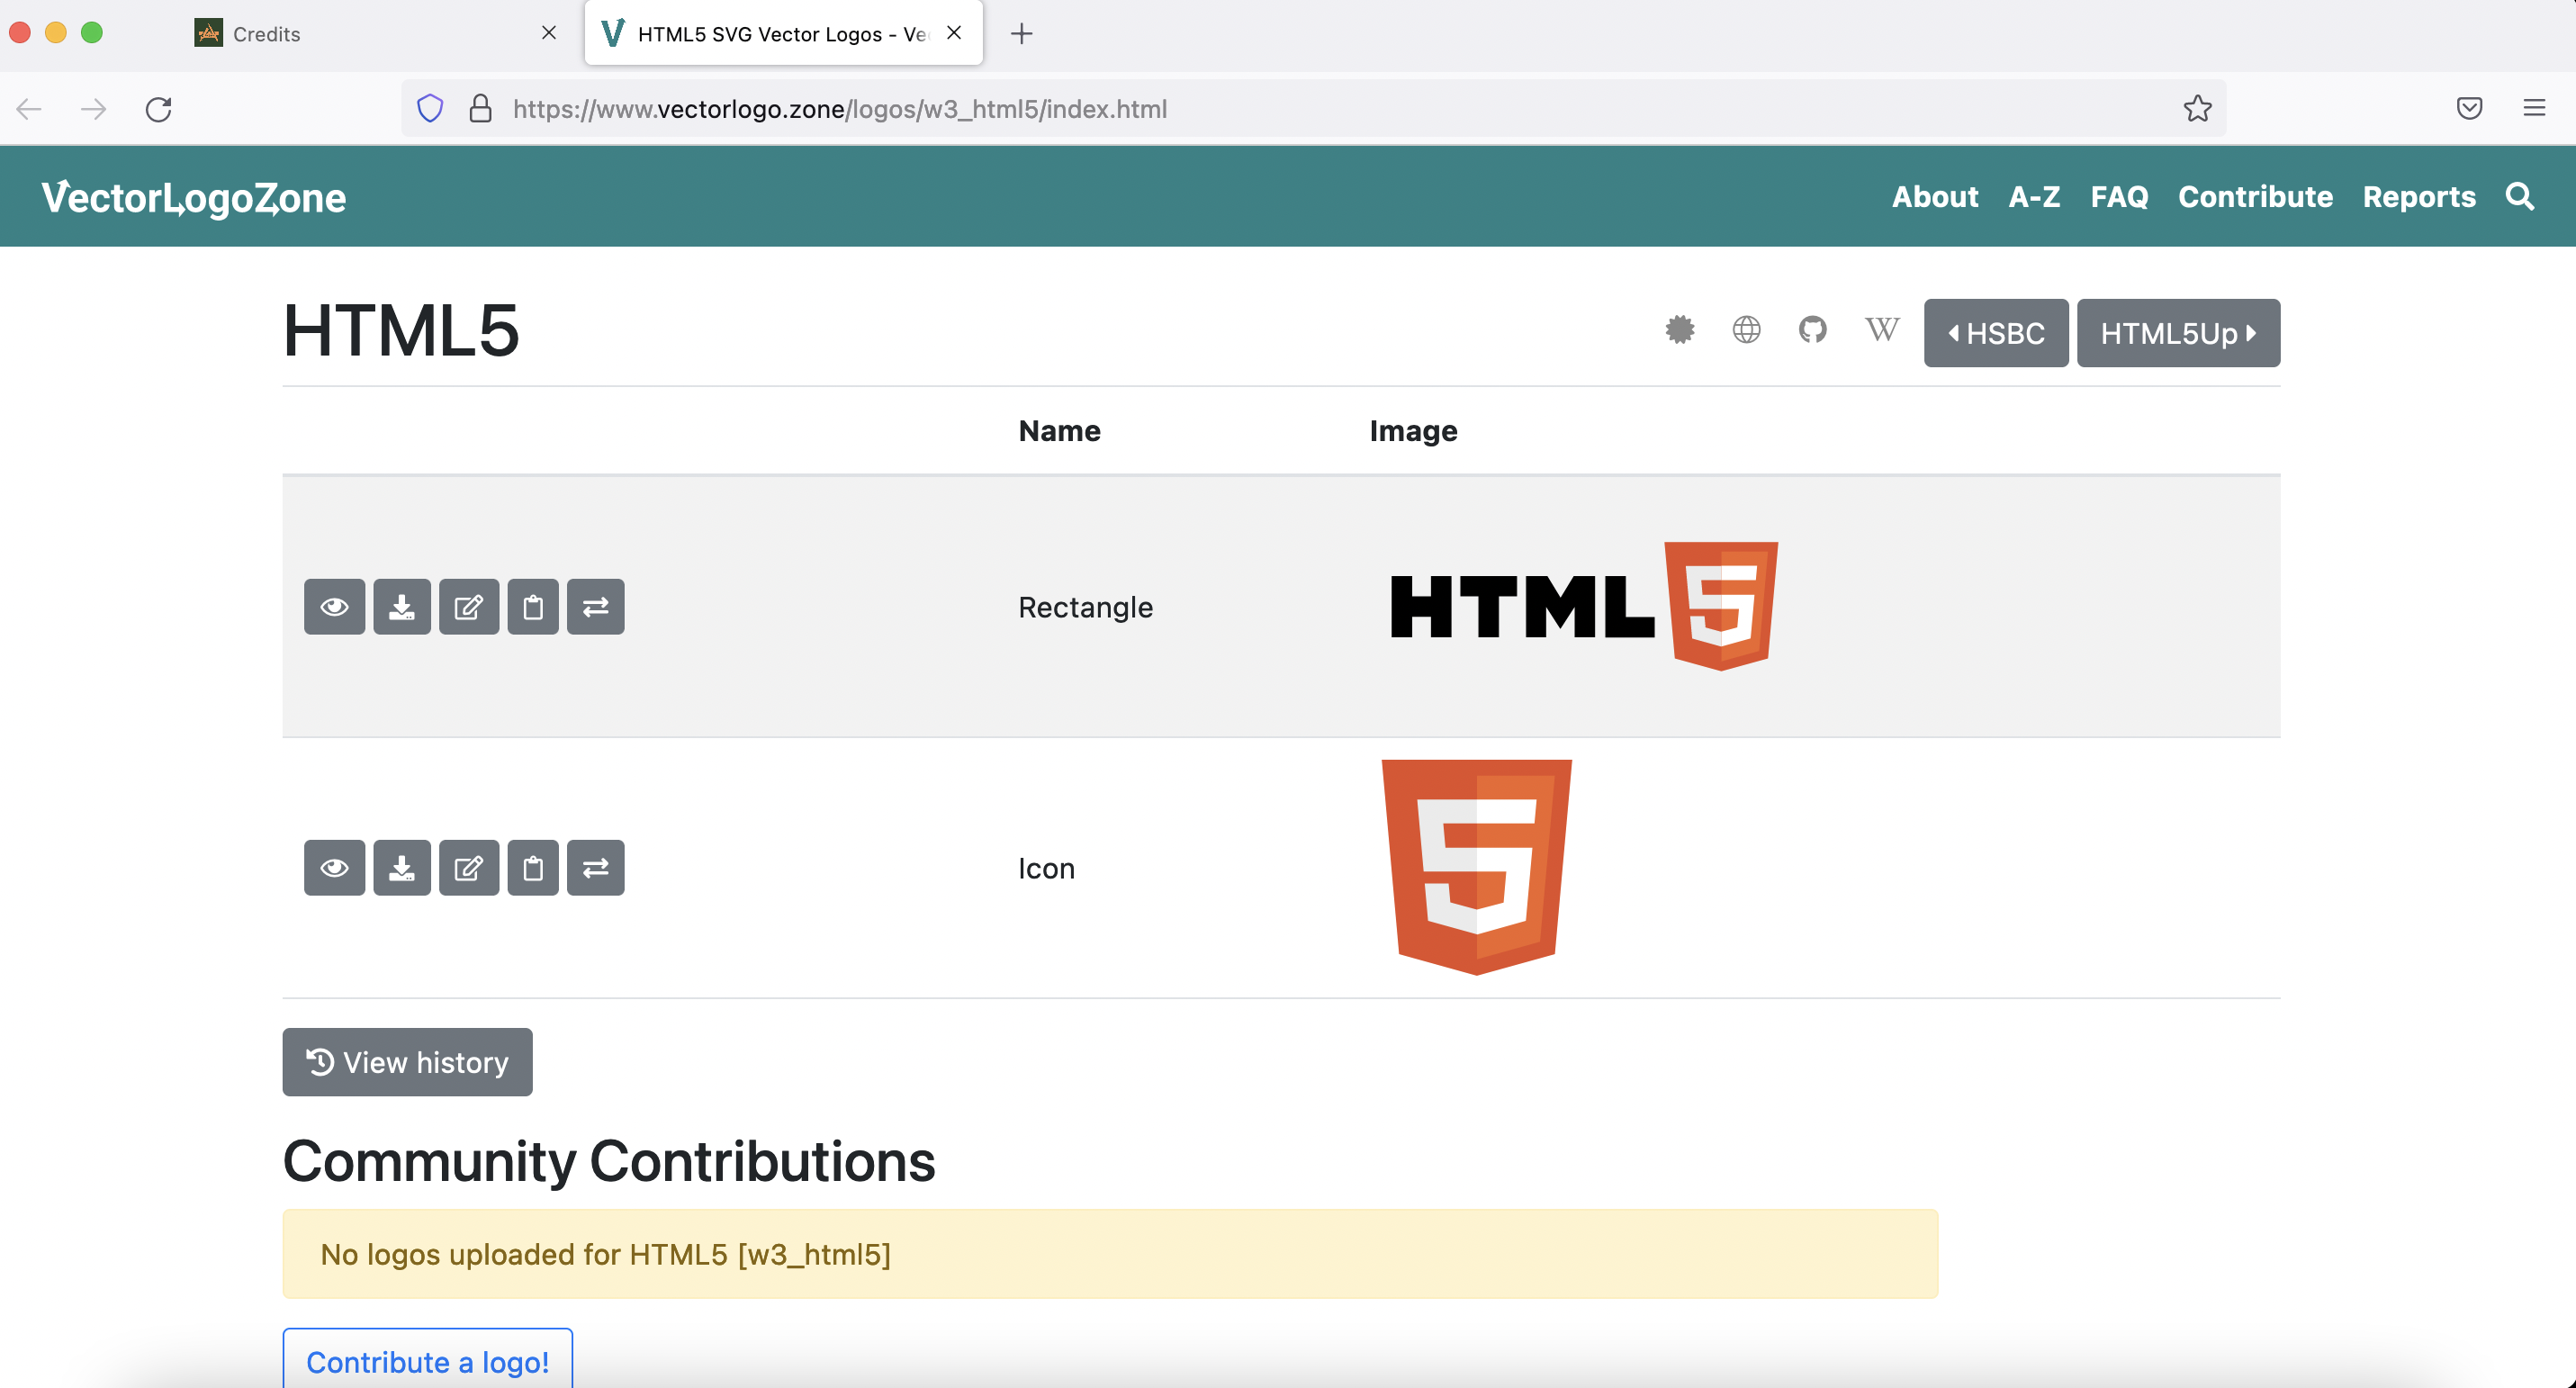 Credits
HTML5 SVG Vector Logos - Ve
https://www.vectorlogo.zone/logos/w3_html5/index.html
VectorLogoZone
About A-Z FAQ Contribute Reports
HTML5
W HSBC HTML5Up
Name Image
Rectangle
HTML5
Icon
5
View history
Community Contributions
No logos uploaded for HTML5 [w3_html5]
Contribute a logo!